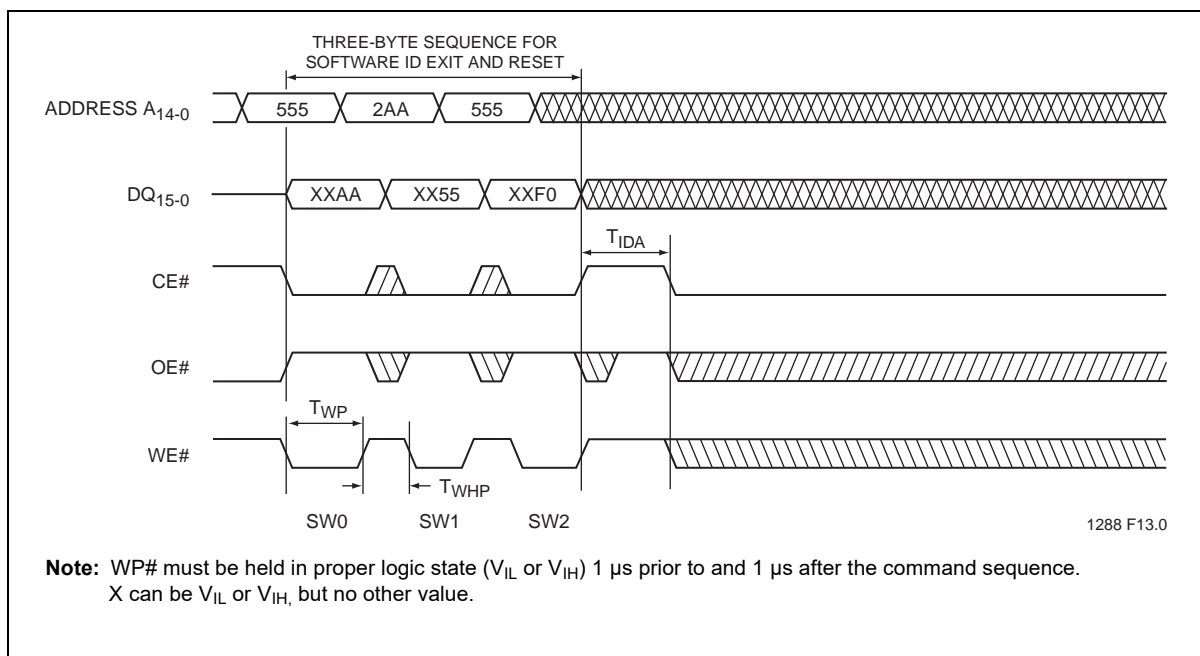 THREE-BYTE SEQUENCE FOR
SOFTWARE ID EXIT AND RESET
ADDRESS A14-0
555
2AA
555
DQ15-0
XXAA
XX55
XXF0
TIDA
CE#
OE#
TWP
WE#
TWHP
SW0
SW1
SW2
1288 F13.0
Note: WP# must be held in proper logic state (VIL or VIH) 1 µs prior to and 1 µs after the command sequence.
X can be VIL or VIH, but no other value.